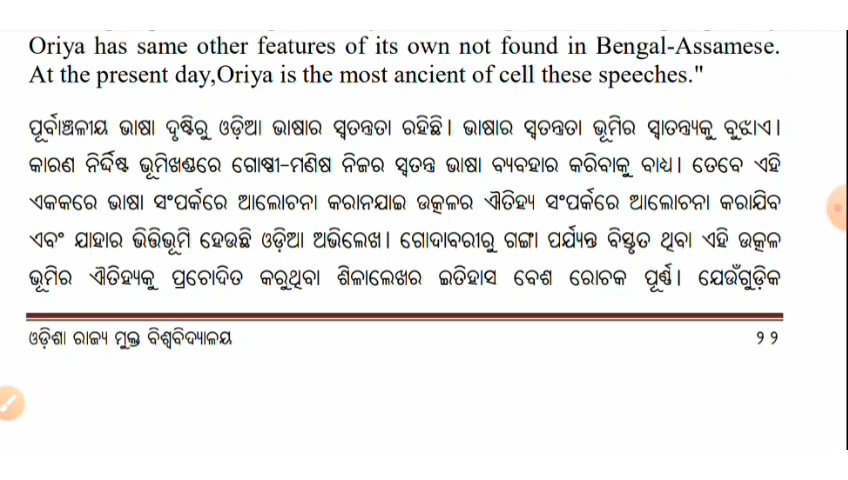 Oriya has same other features of its own not found in Bengal-Assamese.
At the present day,Oriya is the most ancient of cell these speeches."
ପୂର୍ବାଞ୍ଚଳୀୟ ଭାଷା ଦୃଷ୍ଟିରୁ ଓଡ଼ିଆ ଭାଷାର ସ୍ୱତନ୍ତ୍ରତା ରହିଛି। ଭାଷାର ସ୍ୱତନ୍ତ୍ରତା ଭୂମିର ସ୍ୱାତନ୍ତ୍ର୍ୟକୁ ବୁଝାଏ।
କାରଣ ନିର୍ଦ୍ଦିଷ୍ଟ ଭୂମିଖଣ୍ଡରେ ଗୋଷ୍ଠୀ-ମଣିଷ ନିଜର ସ୍ୱତନ୍ତ୍ର ଭାଷା ବ୍ୟବହାର କରିବାକୁ ବାଧ୍ୟ। ତେବେ ଏହି
ଏକକରେ ଭାଷା ସଂପର୍କରେ ଆଲୋଚନା କରାନଯାଇ ଉତ୍କଳର ଐତିହ୍ୟ ସଂପର୍କରେ ଆଲୋଚନା କରାଯିବ
ଏବଂ ଯାହାର ଭିତ୍ତିଭୂମି ହେଉଛି ଓଡ଼ିଆ ଅଭିଲେଖ। ଗୋଦାବରୀରୁ ଗଙ୍ଗା ପର୍ଯ୍ୟନ୍ତ ବିସ୍ତୃତ ଥିବା ଏହି ଉତ୍କଳ
ଭୂମିର ଐତିହ୍ୟକୁ ପ୍ରଚୋଦିତ କରୁଥିବା ଶିଳାଲେଖର ଇତିହାସ ବେଶ ରୋଚକ ପୂର୍ଣ୍ଣ। ଯେଉଁଗୁଡ଼ିକ
ଓଡ଼ିଶା ରାଜ୍ୟ ମୁକ୍ତ ବିଶ୍ୱବିଦ୍ୟାଳୟ ୨୨